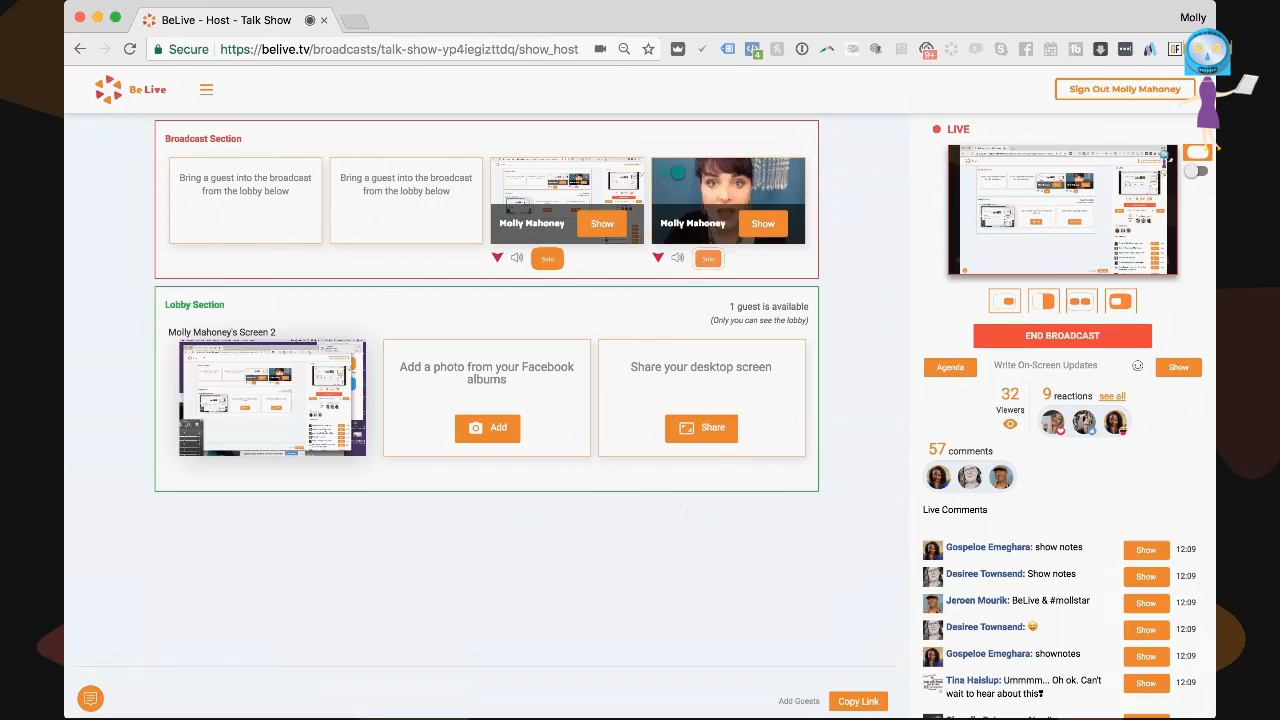 BeLive - Host - Talk Show
Molly
Secure
https://belive.tv/broadcasts/talk-show-yp4iegizttdq/show_host
4
9+
Be Live
Sign Out Molly Mahoney
Broadcast Section
Bring a guest into the broadcast
from the lobby below
Bring a guest into the broadcast
from the lobby below
Molly Mahoney
Show
Molly Mahoney
Show
Solo
Solo
Lobby Section
1 guest is available
(Only you can see the lobby)
Molly Mahoney's Screen 2
Add a photo from your Facebook
albums
Add
Share your desktop screen
Share
LIVE
END BROADCAST
Agenda
Write On-Screen Updates
Show
32
Viewers
9 reactions see all
57 comments
Live Comments
Gospeloe Emeghara: show notes
Show
12:09
Desiree Townsend: Show notes
Show
12:09
Jeroen Mourik: BeLive & #mollstar
Show
12:09
Desiree Townsend: 😜
Show
12:09
Gospeloe Emeghara: shownotes
Show
12:09
Tina Haislup: Ummmm... Oh ok. Can't
wait to hear about this❣
Show
12:09
Add Guests
Copy Link